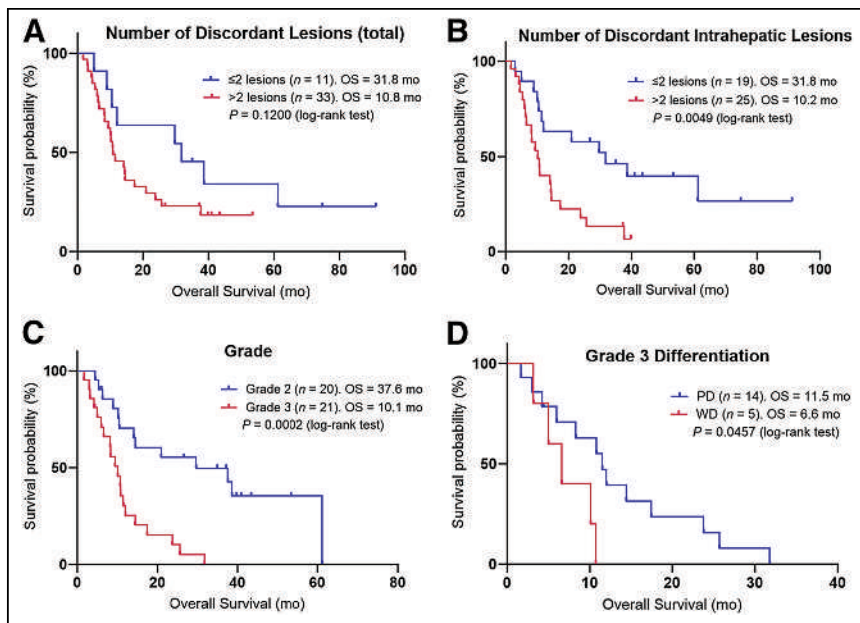 A
Number of Discordant Lesions (total)
Survival probability (%)
100
50
0
≤2 lesions (n = 11). OS = 31.8 mo
>2 lesions (n = 33). OS = 10.8 mo
P = 0.1200 (log-rank test)
0 20 40 60 80 100
Overall Survival (mo)
B
Number of Discordant Intrahepatic Lesions
Survival probability (%)
100
50
0
≤2 lesions (n = 19). OS = 31.8 mo
>2 lesions (n = 25). OS = 10.2 mo
P = 0.0049 (log-rank test)
0 20 40 60 80 100
Overall Survival (mo)
C
Grade
Survival probability (%)
100
50
0
Grade 2 (n = 20). OS = 37.6 mo
Grade 3 (n = 21). OS = 10.1 mo
P = 0.0002 (log-rank test)
0 20 40 60 80
Overall Survival (mo)
D
Grade 3 Differentiation
Survival probability (%)
100
50
0
PD (n = 14). OS = 11.5 mo
WD (n = 5). OS = 6.6 mo
P = 0.0457 (log-rank test)
0 10 20 30 40
Overall Survival (mo)